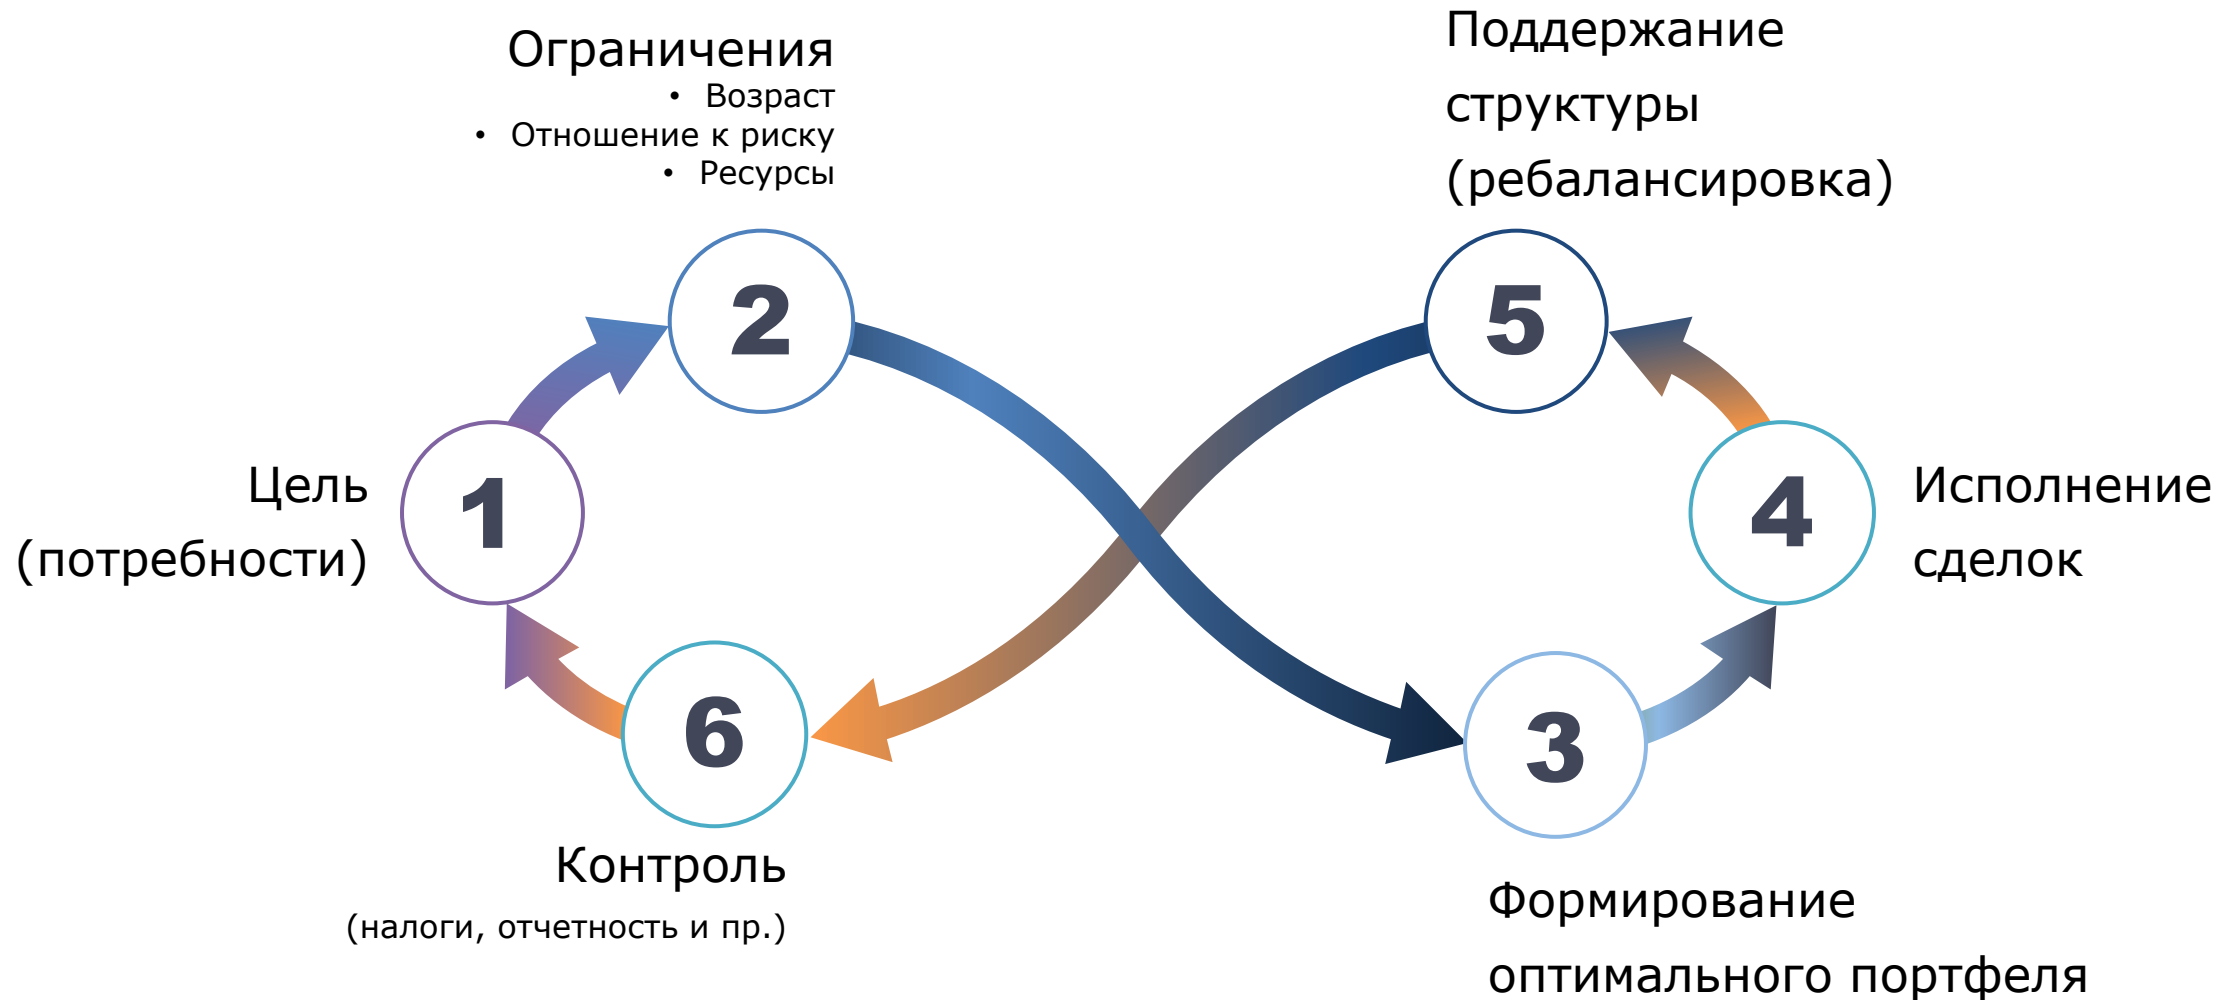 Ограничения
• Возраст
• Отношение к риску
• Ресурсы
Поддержание
структуры
(ребалансировка)
2
5
Цель
(потребности)
1
4
Исполнение
сделок
6
3
Контроль
(налоги, отчетность и пр.)
Формирование
оптимального портфеля